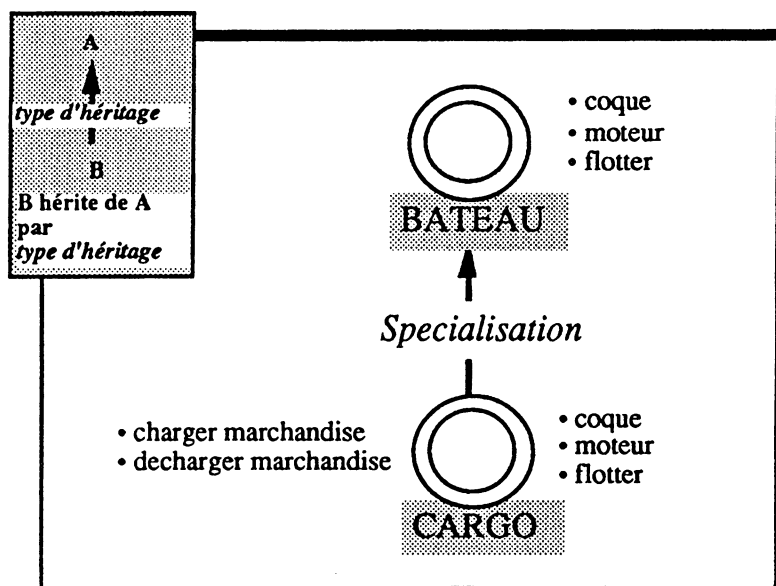 A
type d'héritage
B
B hérite de A
par
type d'héritage
• coque
• moteur
• flotter
BATEAU
Specialisation
• charger marchandise
• decharger marchandise
• coque
• moteur
• flotter
CARGO